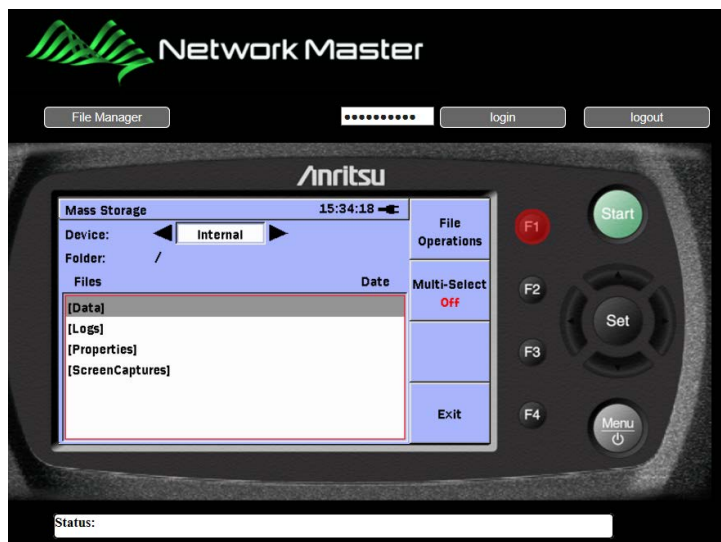 Network Master
File Manager
•••••••••• login logout
Anritsu
Mass Storage 15:34:18
Device: Internal
Folder: /
Files Date
[Data]
[Logs]
[Properties]
[ScreenCaptures]
File
Operations
Multi-Select
Off
Exit
F1
F2
F3
F4
Start
Set
Menu
Status: